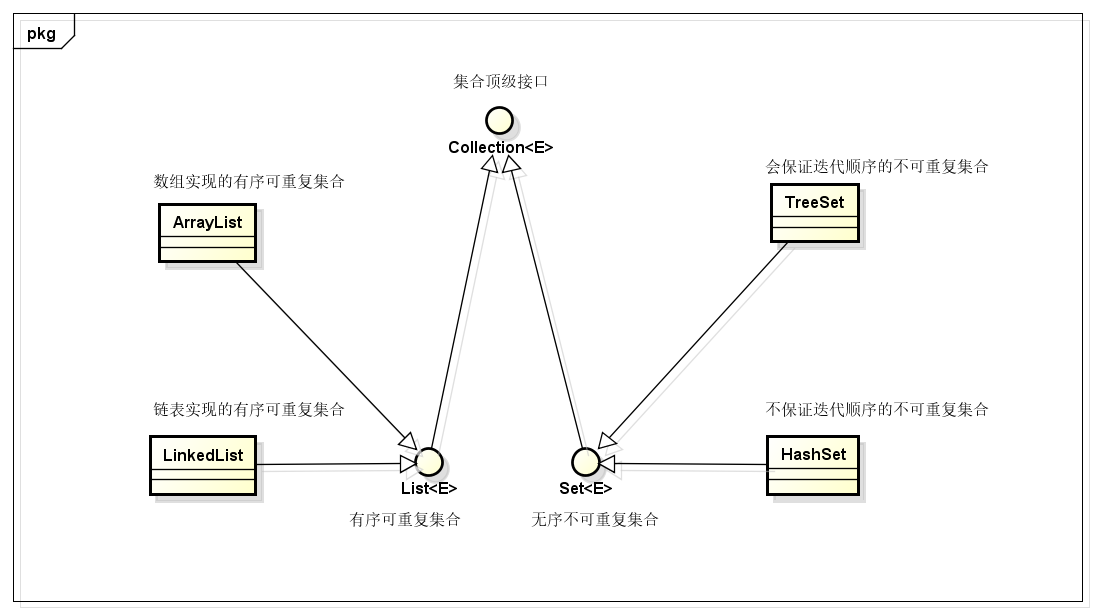 pkg
集合顶级接口
Collection<E>
数组实现的有序可重复集合
ArrayList
会保证迭代顺序的不可重复集合
TreeSet
链表实现的有序可重复集合
LinkedList
不保证迭代顺序的不可重复集合
HashSet
List<E>
有序可重复集合
Set<E>
无序不可重复集合